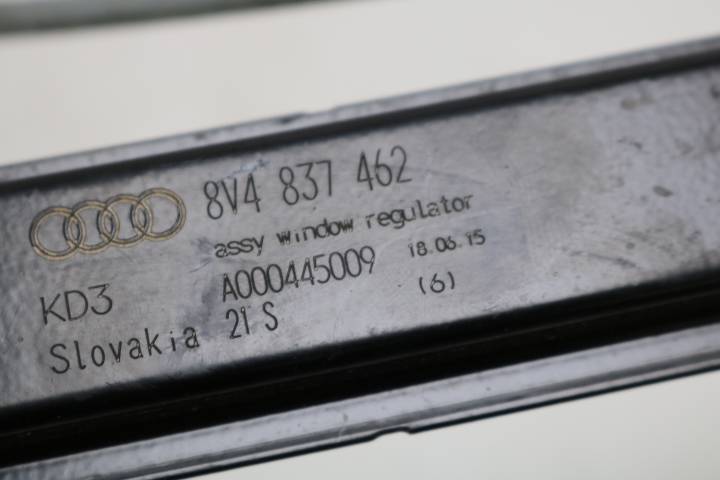 8V4 837 462
assy window regulator
KD3 A000445009 18.06.15
Slovakia 21 S (6)